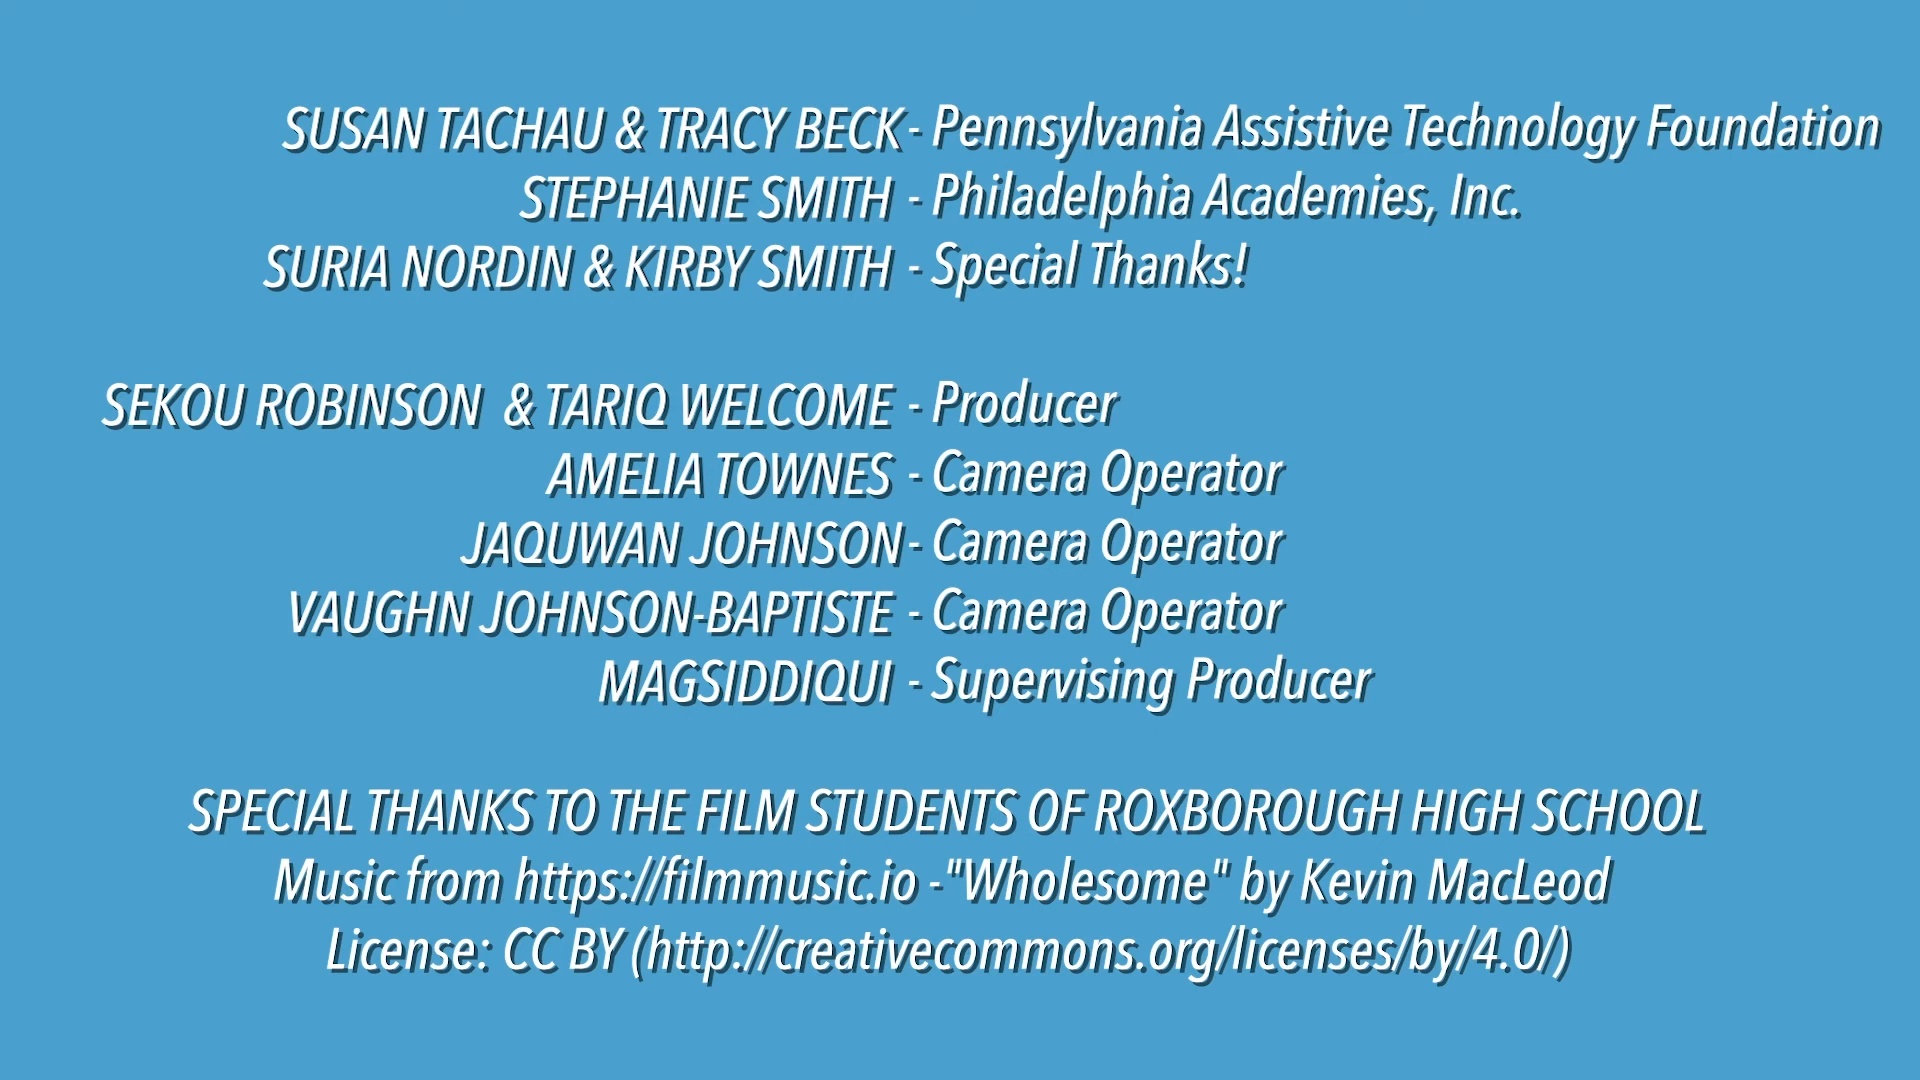 SUSAN TACHAU & TRACY BECK - Pennsylvania Assistive Technology Foundation
STEPHANIE SMITH - Philadelphia Academies, Inc.
SURIA NORDIN & KIRBY SMITH - Special Thanks!
SEKOU ROBINSON & TARIQ WELCOME - Producer
AMELIA TOWNES - Camera Operator
JAQUWAN JOHNSON - Camera Operator
VAUGHN JOHNSON-BAPTISTE - Camera Operator
MAGSIDDIQUI - Supervising Producer
SPECIAL THANKS TO THE FILM STUDENTS OF ROXBOROUGH HIGH SCHOOL
Music from https://filmmusic.io -"Wholesome" by Kevin MacLeod
License: CC BY (http://creativecommons.org/licenses/by/4.0/)